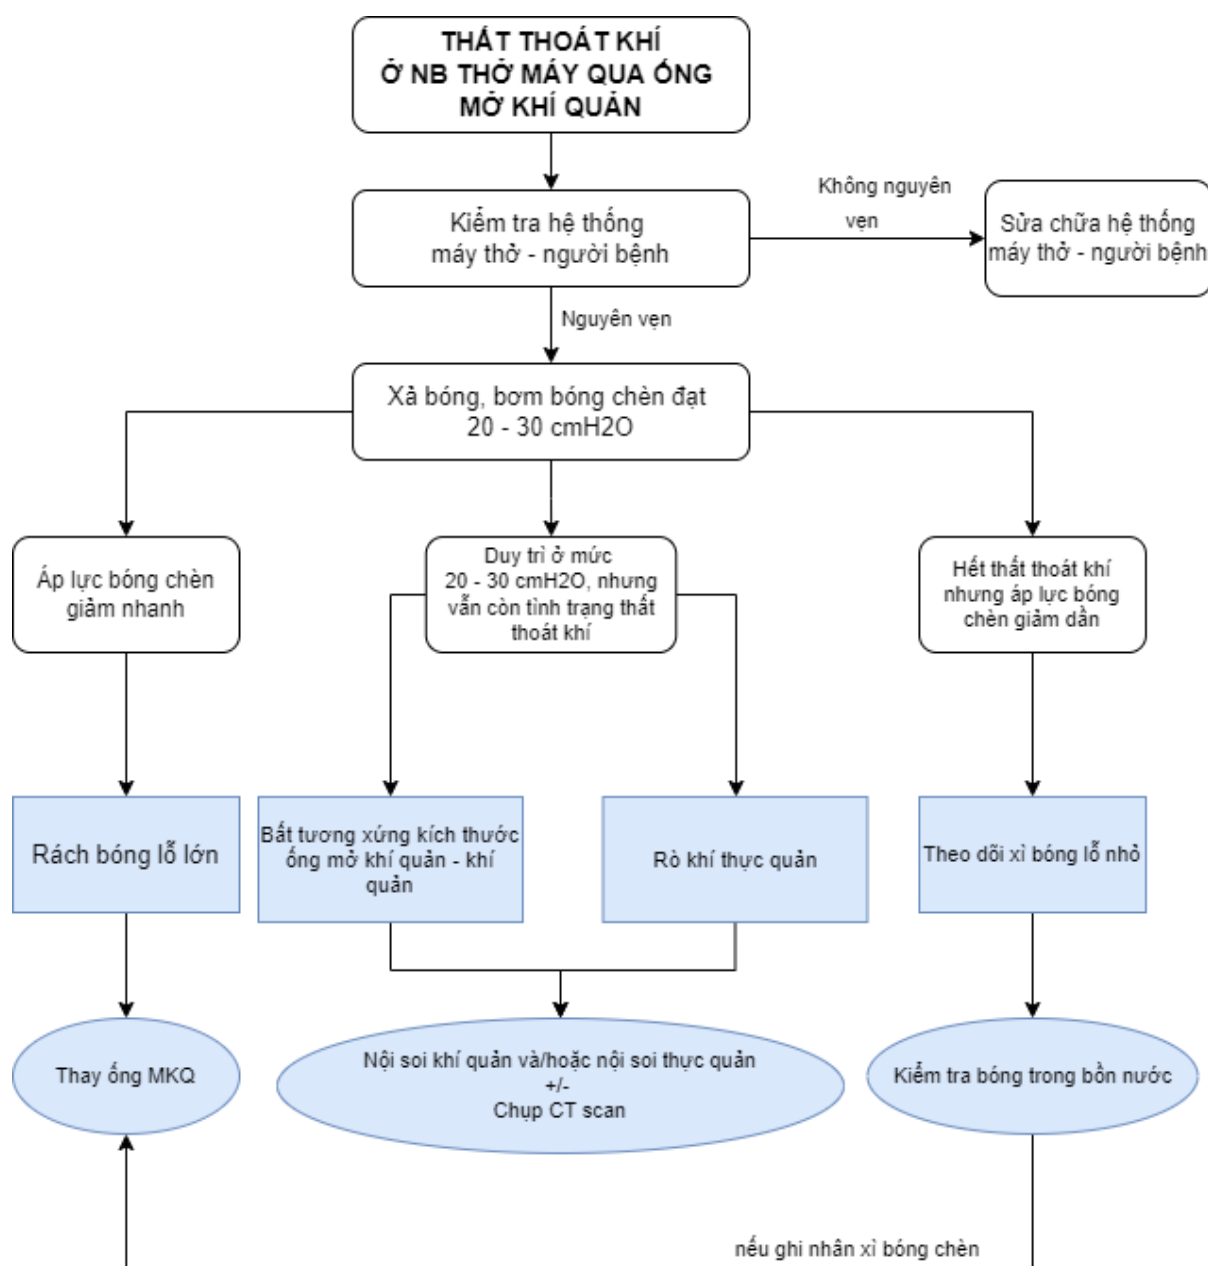 THẤT THOÁT KHÍ
Ở NB THỞ MÁY QUA ỐNG
MỞ KHÍ QUẢN
Kiểm tra hệ thống
máy thở - người bệnh
Không nguyên
vẹn
Sửa chữa hệ thống
máy thở - người bệnh
Nguyên vẹn
Xả bóng, bơm bóng chèn đạt
20 - 30 cmH2O
Áp lực bóng chèn
giảm nhanh
Duy trì ở mức
20 - 30 cmH2O, nhưng
vẫn còn tình trạng thất
thoát khí
Hết thất thoát khí
nhưng áp lực bóng
chèn giảm dần
Rách bóng lỗ lớn
Bất tương xứng kích thước
ống mở khí quản - khí
quản
Rò khí thực quản
Theo dõi xì bóng lỗ nhỏ
Thay ống MKQ
Nội soi khí quản và/hoặc nội soi thực quản
+/-
Chụp CT scan
Kiểm tra bóng trong bồn nước
nếu ghi nhân xì bóng chèn